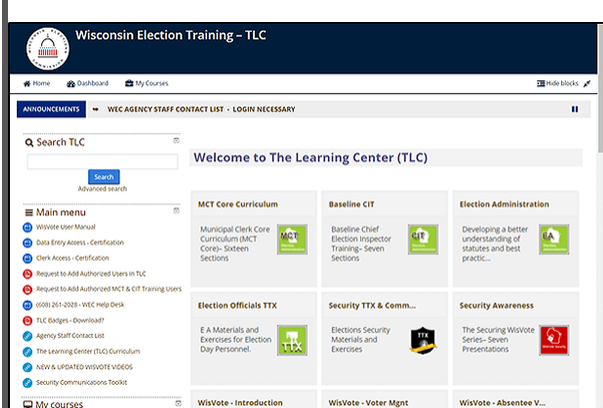 Wisconsin Election Training – TLC
Home Dashboard My Courses Hide blocks
ANNOUNCEMENTS WEC AGENCY STAFF CONTACT LIST - LOGIN NECESSARY
Search TLC
Search
Advanced search
Main menu
WisVote User Manual
Data Entry Access - Certification
Clerk Access - Certification
Request to Add Authorized Users in TLC
Request to Add Authorized MCT & CIT Training Users
(608) 261-2028 - WEC Help Desk
TLC Badges - Download?
Agency Staff Contact List
The Learning Center (TLC) Curriculum
NEW & UPDATED WISVOTE VIDEOS
Security Communications Toolkit
My courses
Welcome to The Learning Center (TLC)
MCT Core Curriculum
Municipal Clerk Core
Curriculum (MCT
Core)– Sixteen
Sections
MCT
Baseline CIT
Baseline Chief
Election Inspector
Training– Seven
Sections
CIT
Election Administration
Developing a better
understanding of
statutes and best
practic...
EA
Election Officials TTX
E A Materials and
Exercises for Election
Day Personnel.
TTX
Security TTX & Comm...
Elections Security
Materials and
Exercises
TTX
Security Awareness
The Securing WisVote
Series– Seven
Presentations
WisVote - Introduction
WisVote - Voter Mgnt
WisVote - Absentee V...